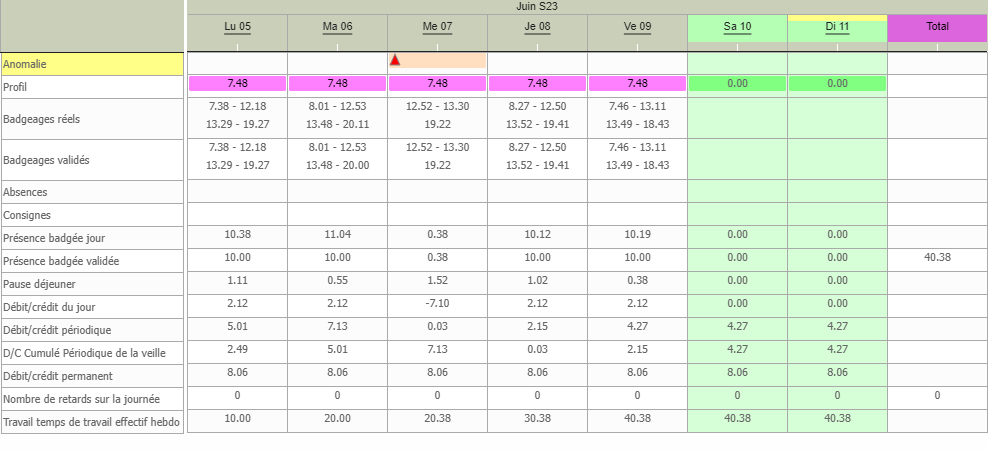 Juin S23
Lu 05 Ma 06 Me 07 Je 08 Ve 09 Sa 10 Di 11 Total
Anomalie
Profil 7.48 7.48 7.48 7.48 7.48 0.00 0.00
7.38 - 12.18 8.01 - 12.53 12.52 - 13.30 8.27 - 12.50 7.46 - 13.11
Badgeages réels
13.29 - 19.27 13.48 - 20.11 19.22 13.52 - 19.41 13.49 - 18.43
7.38 - 12.18 8.01 - 12.53 12.52 - 13.30 8.27 - 12.50 7.46 - 13.11
Badgeages validés
13.29 - 19.27 13.48 - 20.00 19.22 13.52 - 19.41 13.49 - 18.43
Absences
Consignes
Présence badgée jour 10.38 11.04 0.38 10.12 10.19 0.00 0.00
Présence badgée validée 10.00 10.00 0.38 10.00 10.00 0.00 0.00 40.38
Pause déjeuner 1.11 0.55 1.52 1.02 0.38 0.00 0.00
Débit/crédit du jour 2.12 2.12 -7.10 2.12 2.12 0.00 0.00
Débit/crédit périodique 5.01 7.13 0.03 2.15 4.27 4.27 4.27
D/C Cumulé Périodique de la veille 2.49 5.01 7.13 0.03 2.15 4.27 4.27
Débit/crédit permanent 8.06 8.06 8.06 8.06 8.06 8.06 8.06
Nombre de retards sur la journée 0 0 0 0 0 0 0 0
Travail temps de travail effectif hebdo 10.00 20.00 20.38 30.38 40.38 40.38 40.38